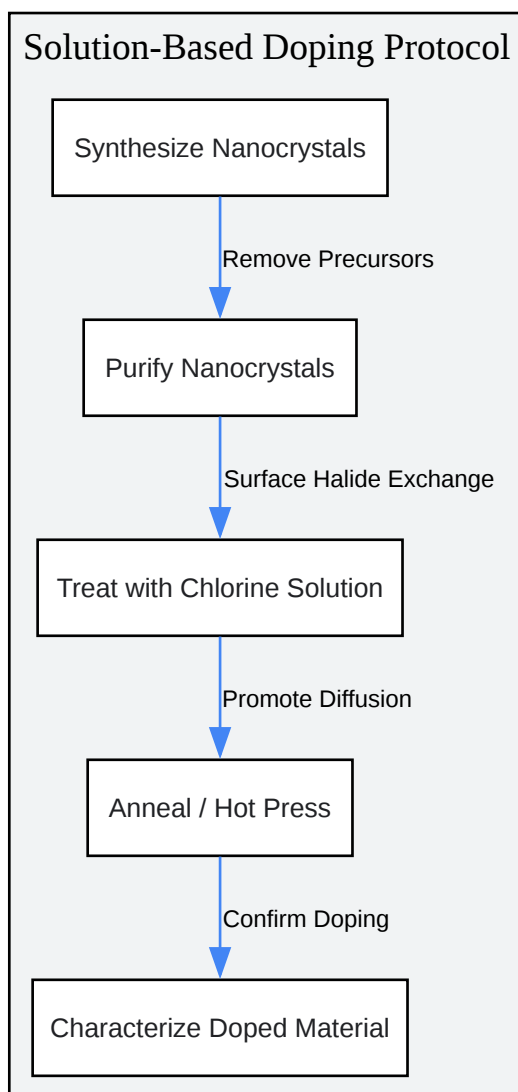 Solution-Based Doping Protocol
Synthesize Nanocrystals
Remove Precursors
Purify Nanocrystals
Surface Halide Exchange
Treat with Chlorine Solution
Promote Diffusion
Anneal / Hot Press
Confirm Doping
Characterize Doped Material